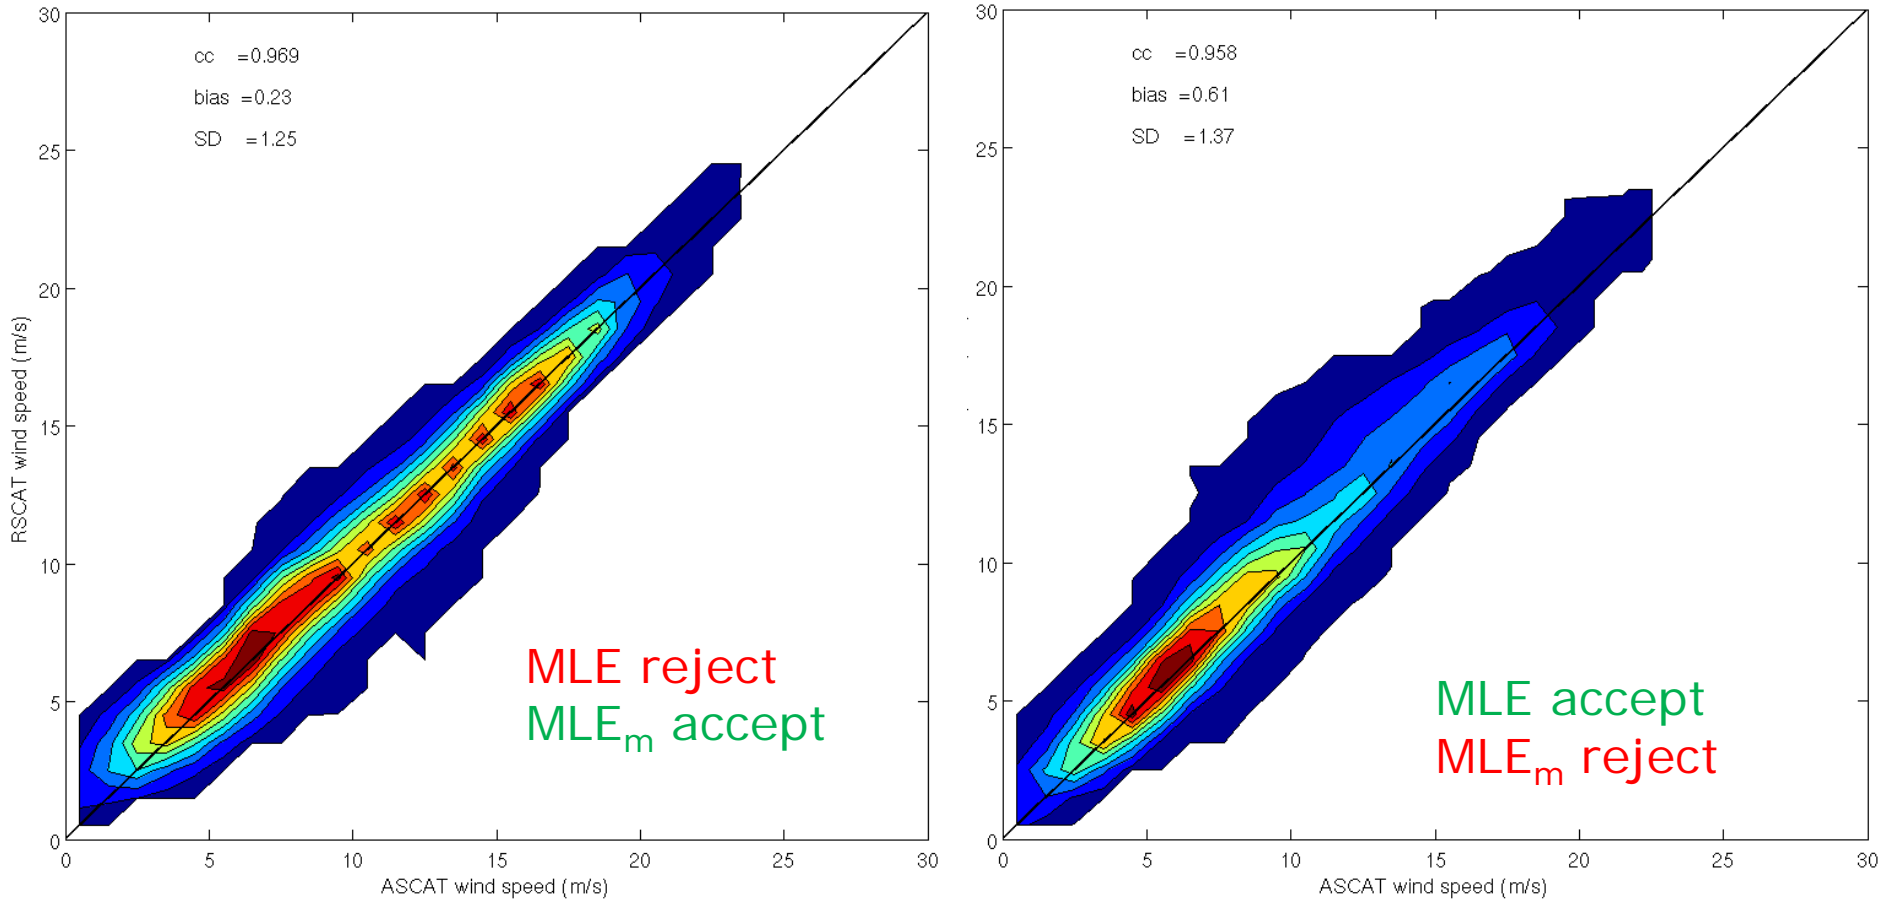 cc =0.969
bias =0.23
SD =1.25
30
25
20
15
10
5
0
0 5 10 15 20 25 30
RSCAT wind speed (m/s)
ASCAT wind speed (m/s)
MLE reject
MLEm accept
cc =0.958
bias =0.61
SD =1.37
30
25
20
15
10
5
0
0 5 10 15 20 25 30
ASCAT wind speed (m/s)
MLE accept
MLEm reject